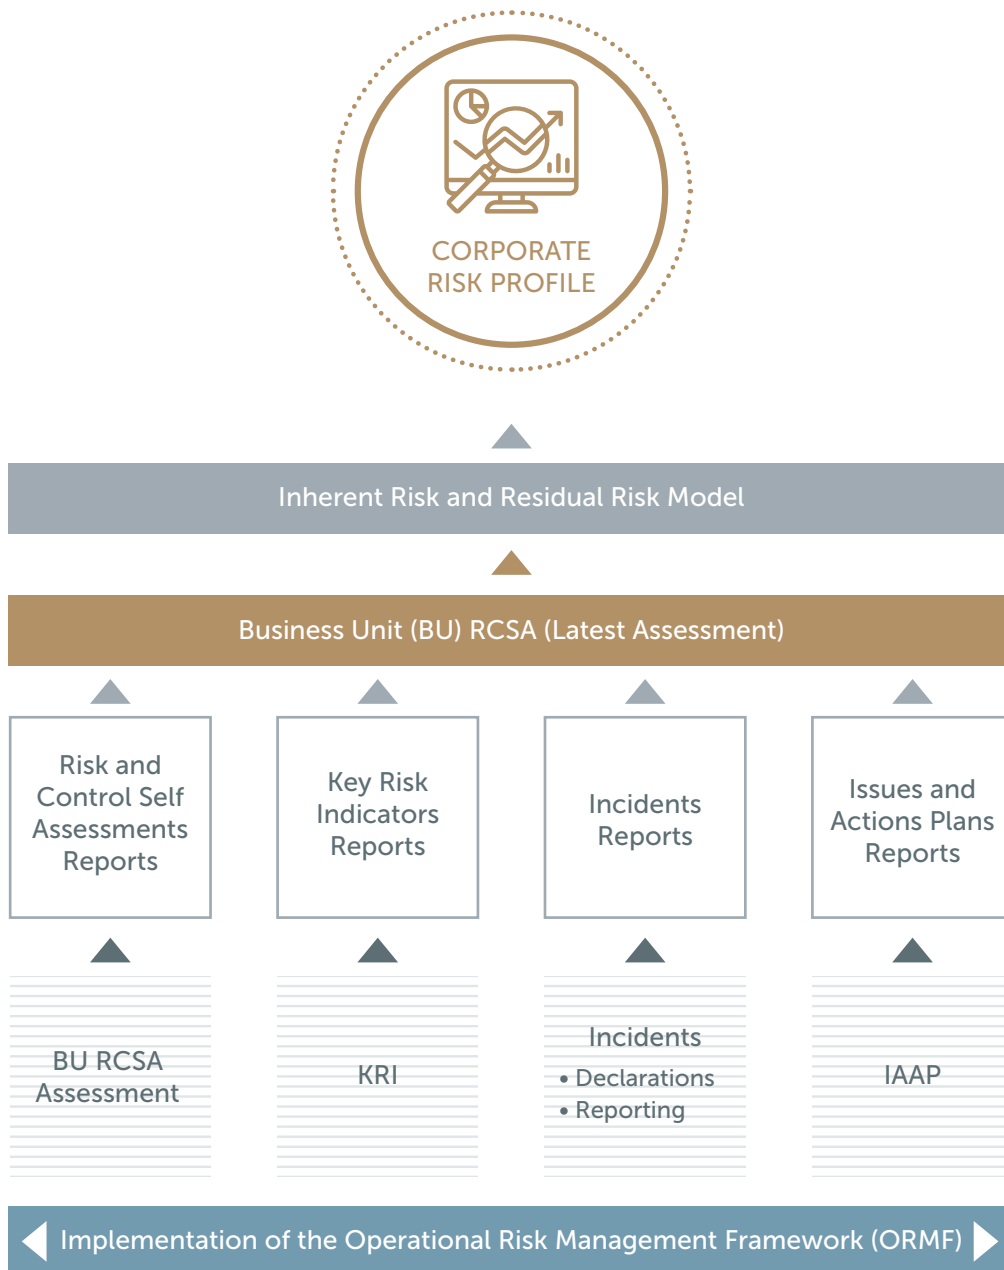 CORPORATE
RISK PROFILE
Inherent Risk and Residual Risk Model
Business Unit (BU) RCSA (Latest Assessment)
Risk and
Control Self
Assessments
Reports
Key Risk
Indicators
Reports
Incidents
Reports
Issues and
Actions Plans
Reports
BU RCSA
Assessment
KRI
Incidents
• Declarations
• Reporting
IAAP
Implementation of the Operational Risk Management Framework (ORMF)